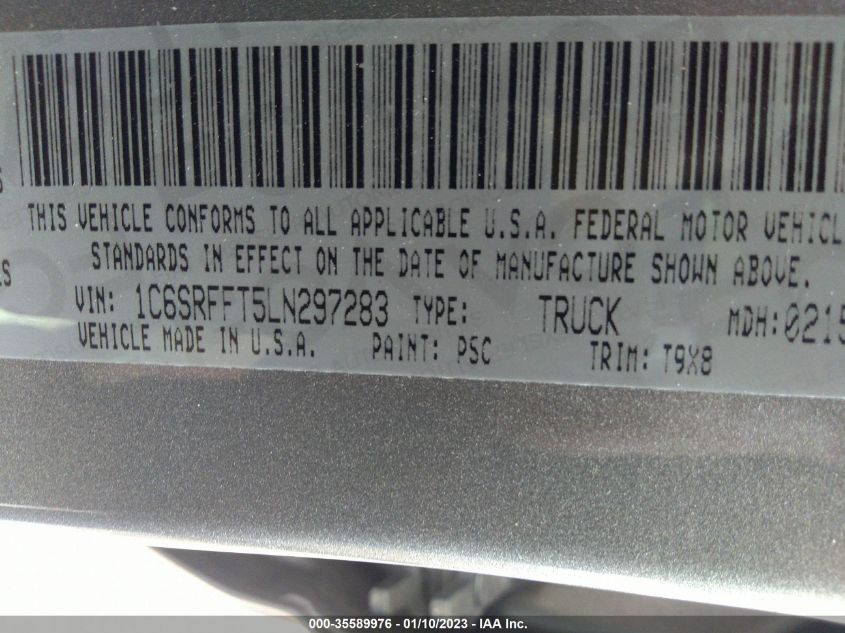 THIS VEHICLE CONFORMS TO ALL APPLICABLE U.S.A. FEDERAL MOTOR VEHICL
STANDARDS IN EFFECT ON THE DATE OF MANUFACTURE SHOWN ABOVE.
VIN: 1C6SRFFT5LN297283 TYPE: TRUCK MDH:0215
VEHICLE MADE IN U.S.A. PAINT: PSC TRIM: T9X8
000-35589976 - 01/10/2023 - IAA Inc.